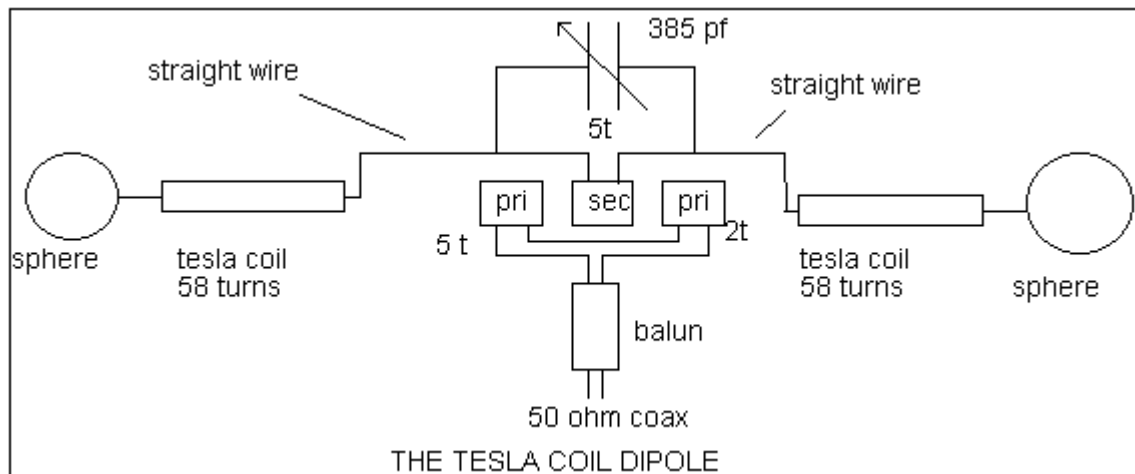 385 pf
straight wire
straight wire
5t
pri
sec
pri
5 t
2t
sphere
tesla coil
58 turns
tesla coil
58 turns
sphere
balun
50 ohm coax
THE TESLA COIL DIPOLE